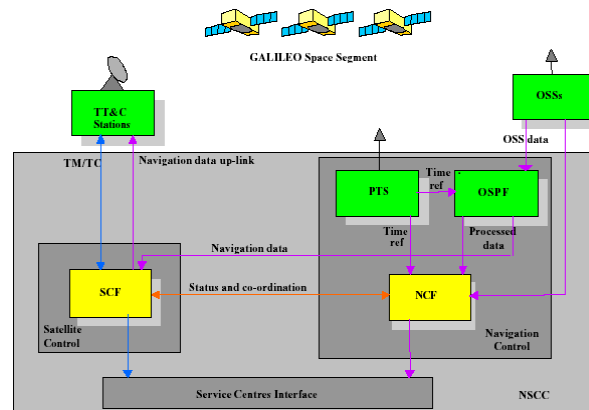 GALILEO Space Segment
TT&C
Stations
OSSs
OSS data
TM/TC
Navigation data up-link
PTS
Time
ref
OSPF
Time
ref
Processed
data
Navigation data
SCF
Status and co-ordination
NCF
Satellite
Control
Navigation
Control
Service Centres Interface
NSCC